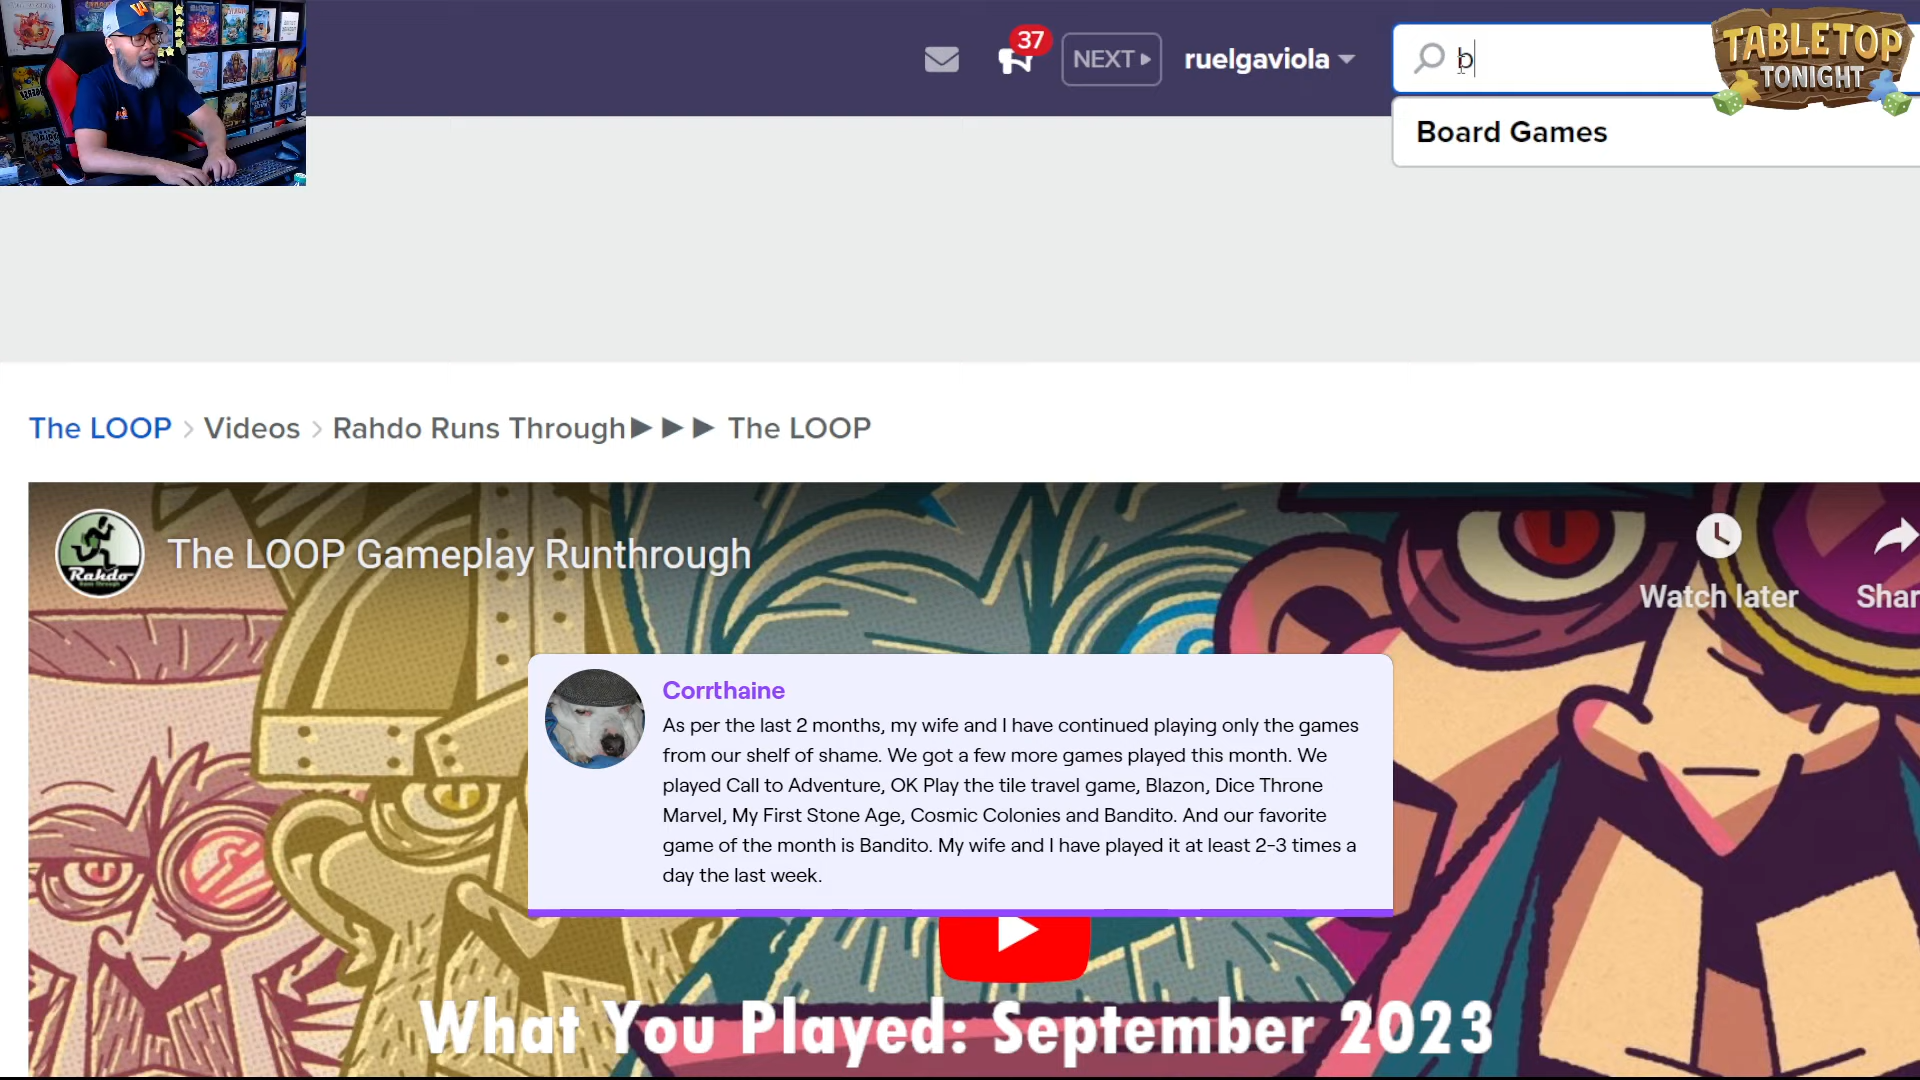 37
NEXT
ruelgaviola
b
TABLETOP
TONIGHT
Board Games
The LOOP > Videos > Rahdo Runs Through►►► The LOOP
Rahdo
The LOOP Gameplay Runthrough
Watch later
Shar
Corrthaine
As per the last 2 months, my wife and I have continued playing only the games
from our shelf of shame. We got a few more games played this month. We
played Call to Adventure, OK Play the tile travel game, Blazon, Dice Throne
Marvel, My First Stone Age, Cosmic Colonies and Bandito. And our favorite
game of the month is Bandito. My wife and I have played it at least 2-3 times a
day the last week.
What You Played: September 2023